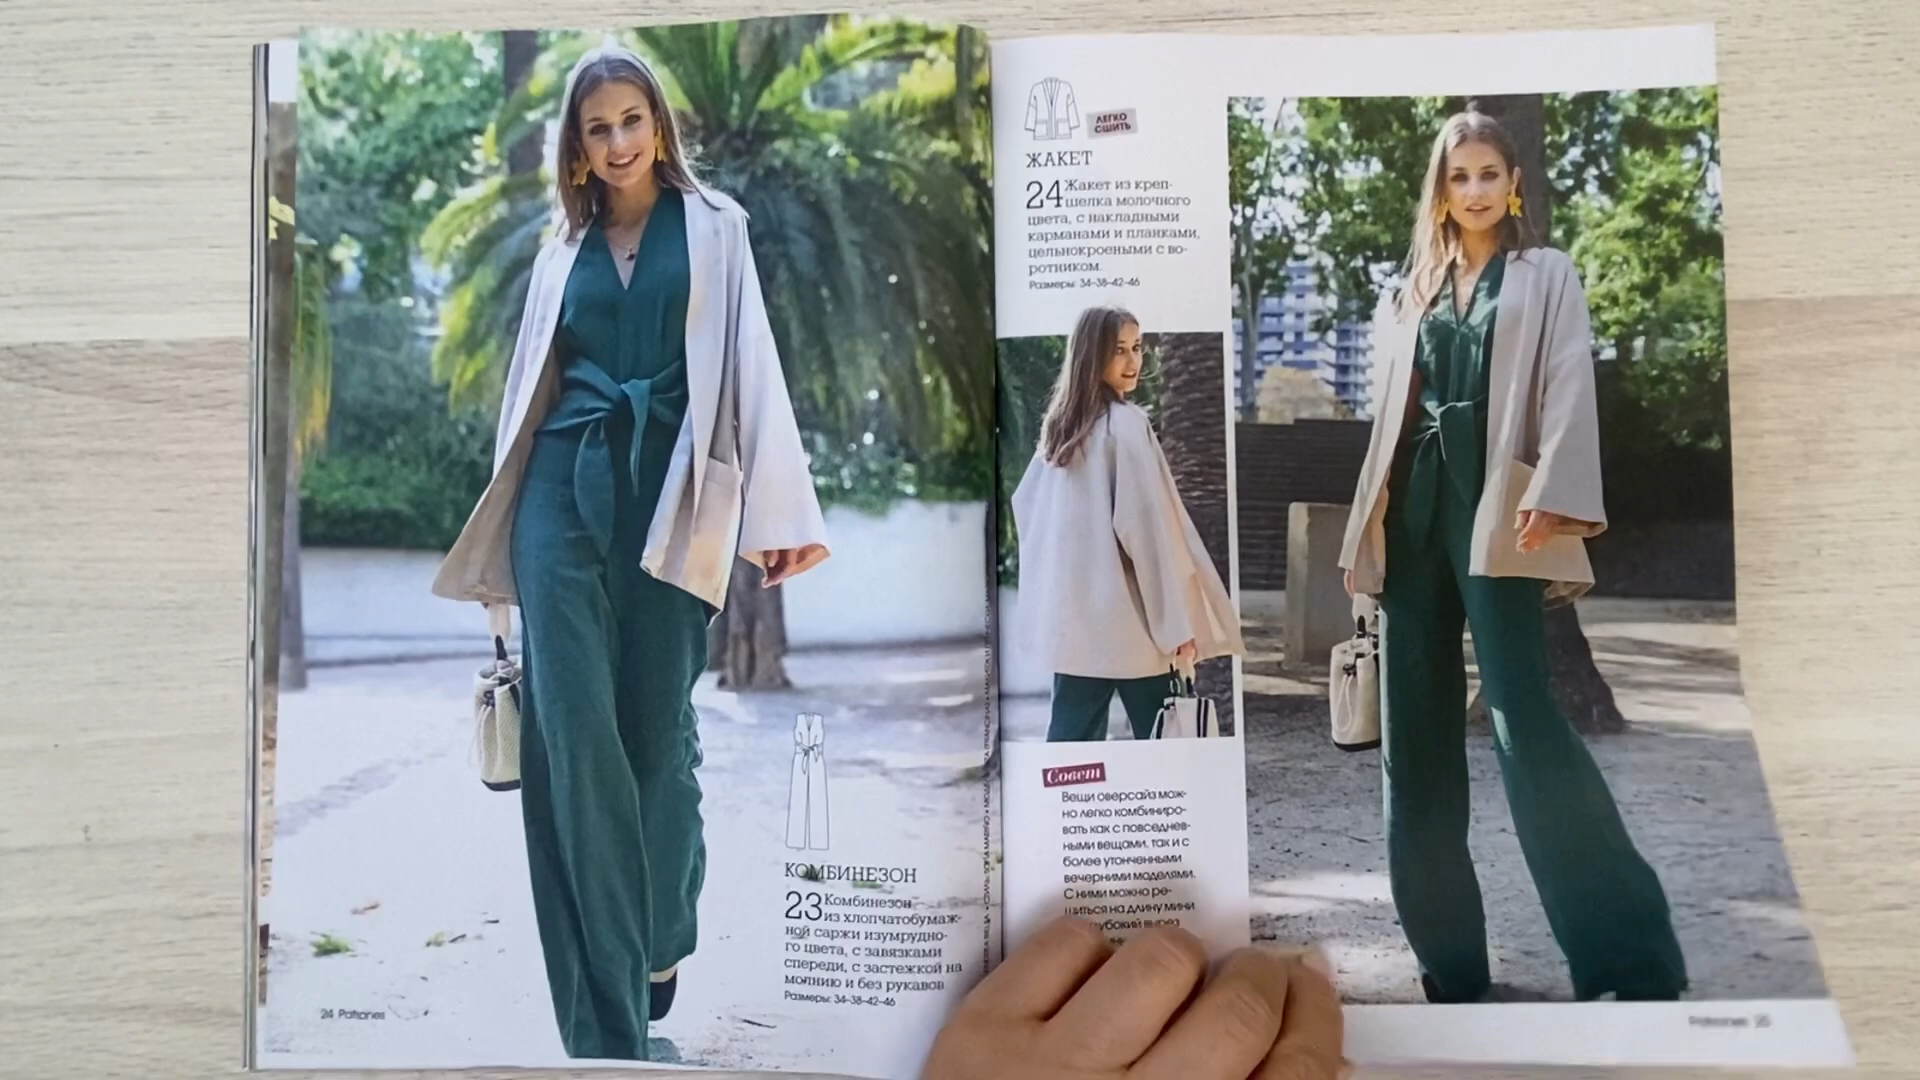 КОМБИНЕЗОН
23 Комбинезон
из хлопчатобумаж-
ной саржи изумрудно-
го цвета, с завязками
спереди, с застежкой на
молнию и без рукавов
Размеры: 34-38-42-46
24 Patrones
ЛЕГКО
СШИТЬ
ЖАКЕТ
24 Жакет из креп-
шелка молочного
цвета, с накладными
карманами и планками,
цельнокроеными с во-
ротником.
Размеры: 34-38-42-46
Совет
Вещи оверсайз мож-
но легко комбиниро-
вать как с повседнев-
ными вещами, так и с
более утонченными
вечерними моделями.
С ними можно ре-
шиться на длину мини
вырез